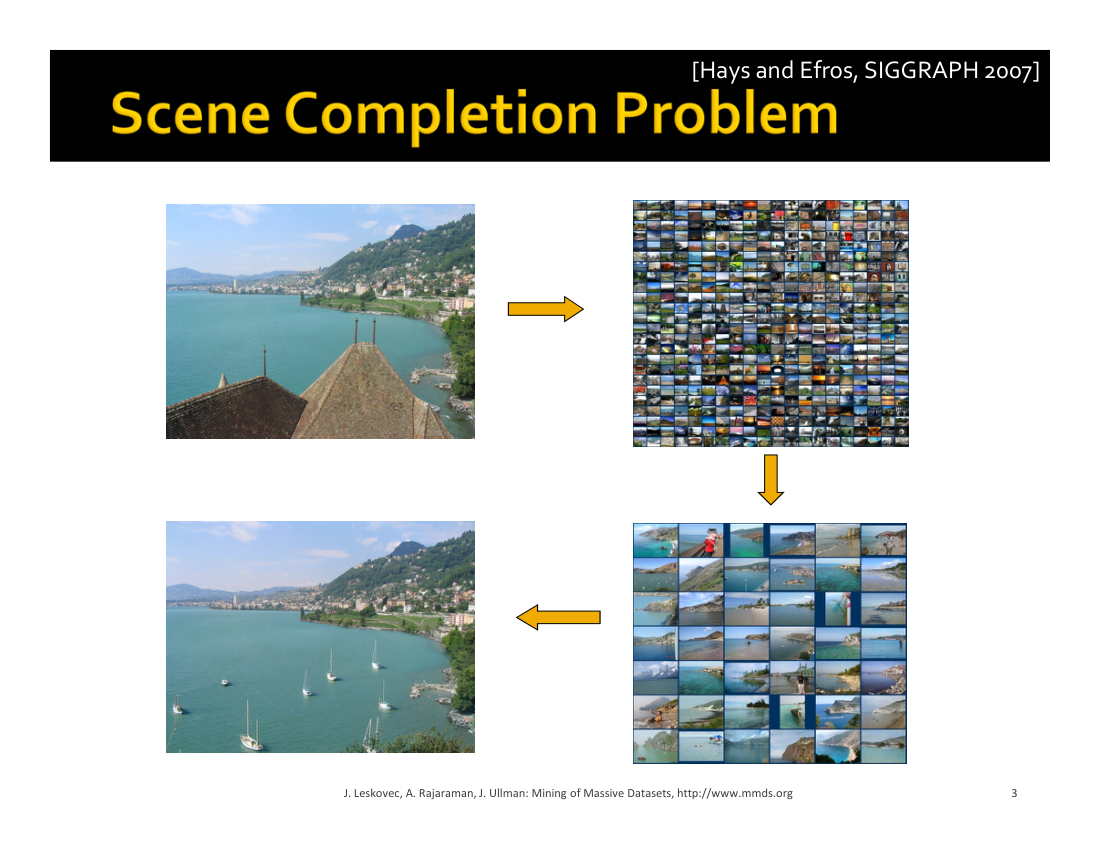 [Hays and Efros, SIGGRAPH 2007]
Scene Completion Problem
J. Leskovec, A. Rajaraman, J. Ullman: Mining of Massive Datasets, http://www.mmds.org
3